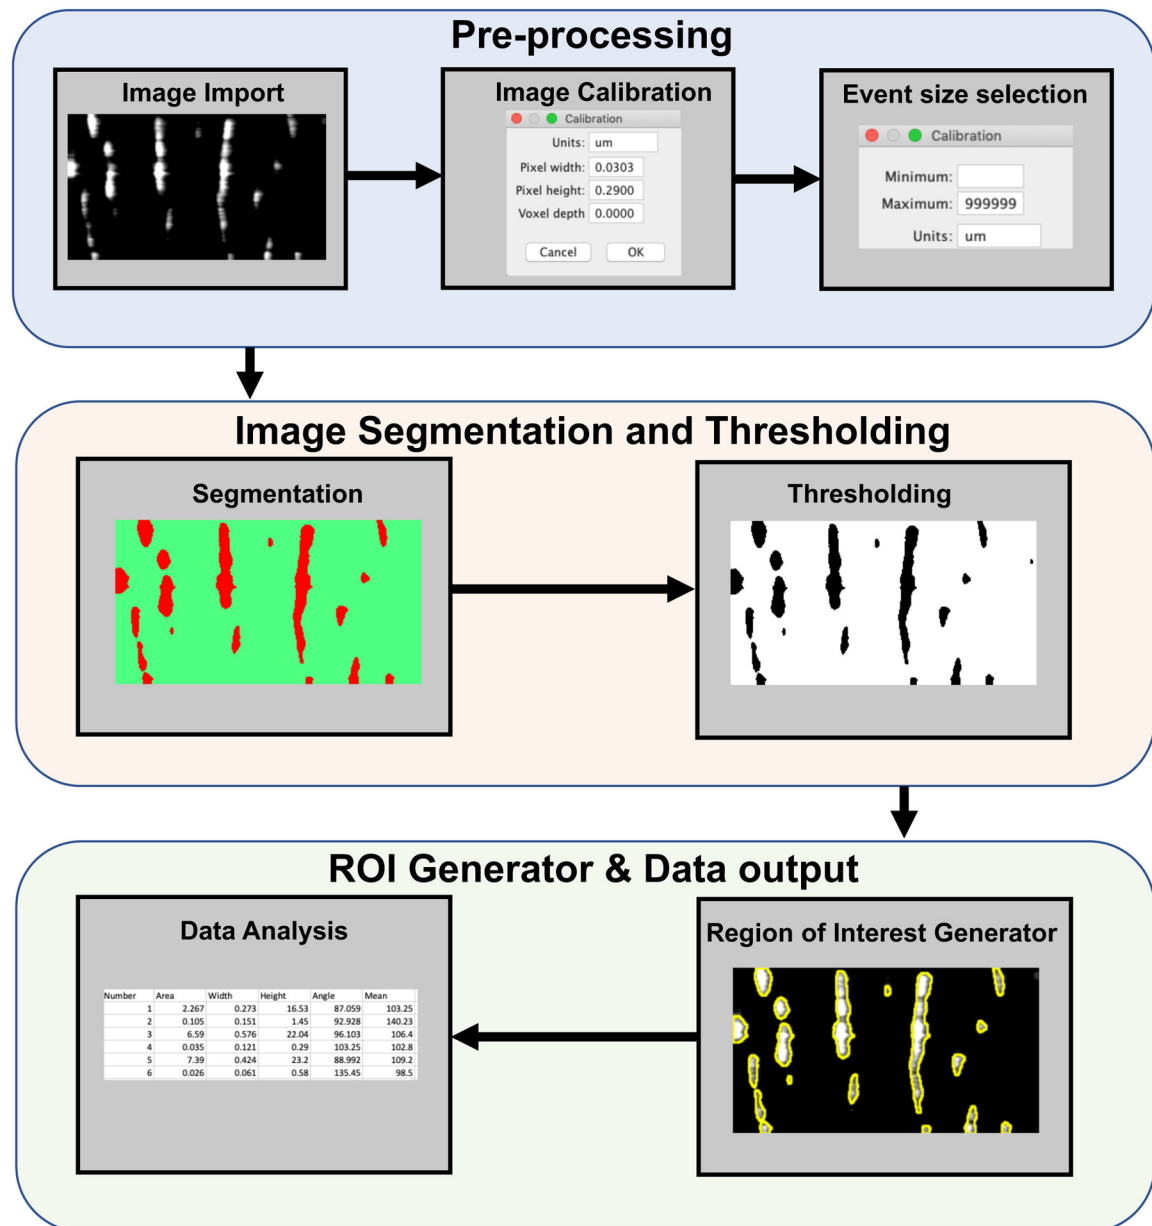 Pre-processing
Image Import
Image Calibration
Calibration
Units: um
Pixel width: 0.0303
Pixel height: 0.2900
Voxel depth 0.0000
Cancel OK
Event size selection
Calibration
Minimum:
Maximum: 999999
Units: um
Image Segmentation and Thresholding
Segmentation
Thresholding
ROI Generator & Data output
Data Analysis
Number Area Width Height Angle Mean
1 2.267 0.273 16.53 87.059 103.25
2 0.105 0.151 1.45 92.928 140.23
3 6.59 0.576 22.04 96.103 106.4
4 0.035 0.121 0.29 103.25 102.8
5 7.39 0.424 23.2 88.992 109.2
6 0.026 0.061 0.58 135.45 98.5
Region of Interest Generator